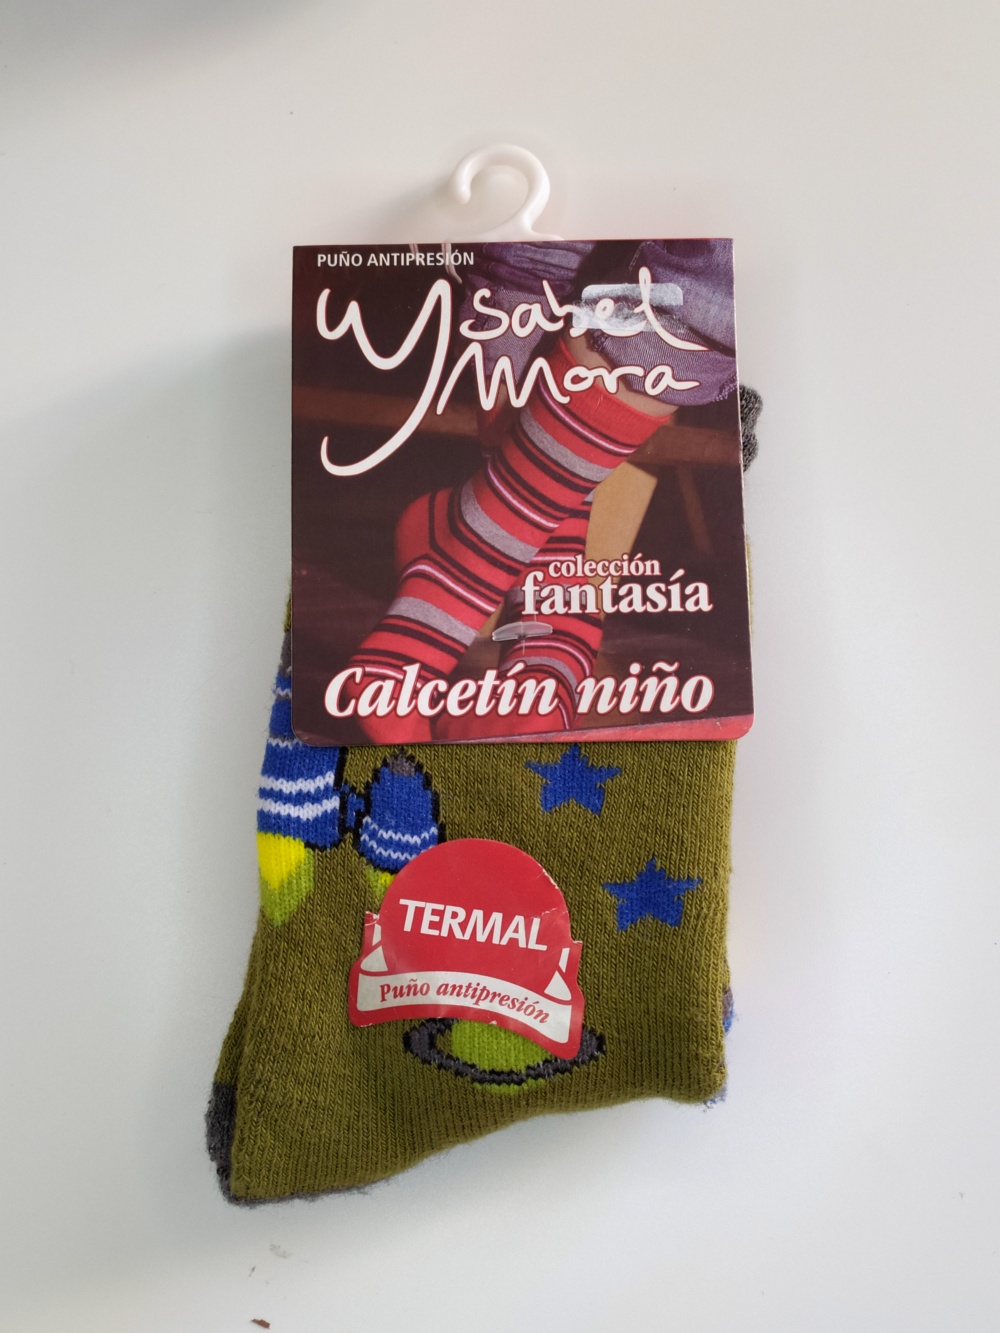 PUÑO ANTIPRESIÓN
Ysabel
Mora
colección
fantasía
Calcetín niño
TERMAL
Puño antipresión